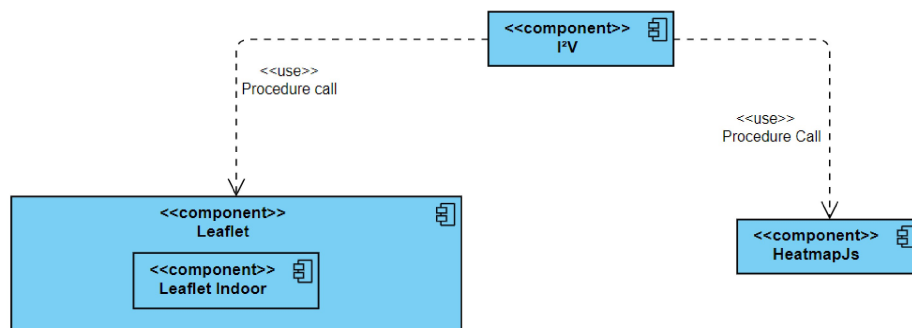 <<component>>
I²V
<<use>>
Procedure call
<<use>>
Procedure Call
<<component>>
Leaflet
<<component>>
Leaflet Indoor
<<component>>
HeatmapJs